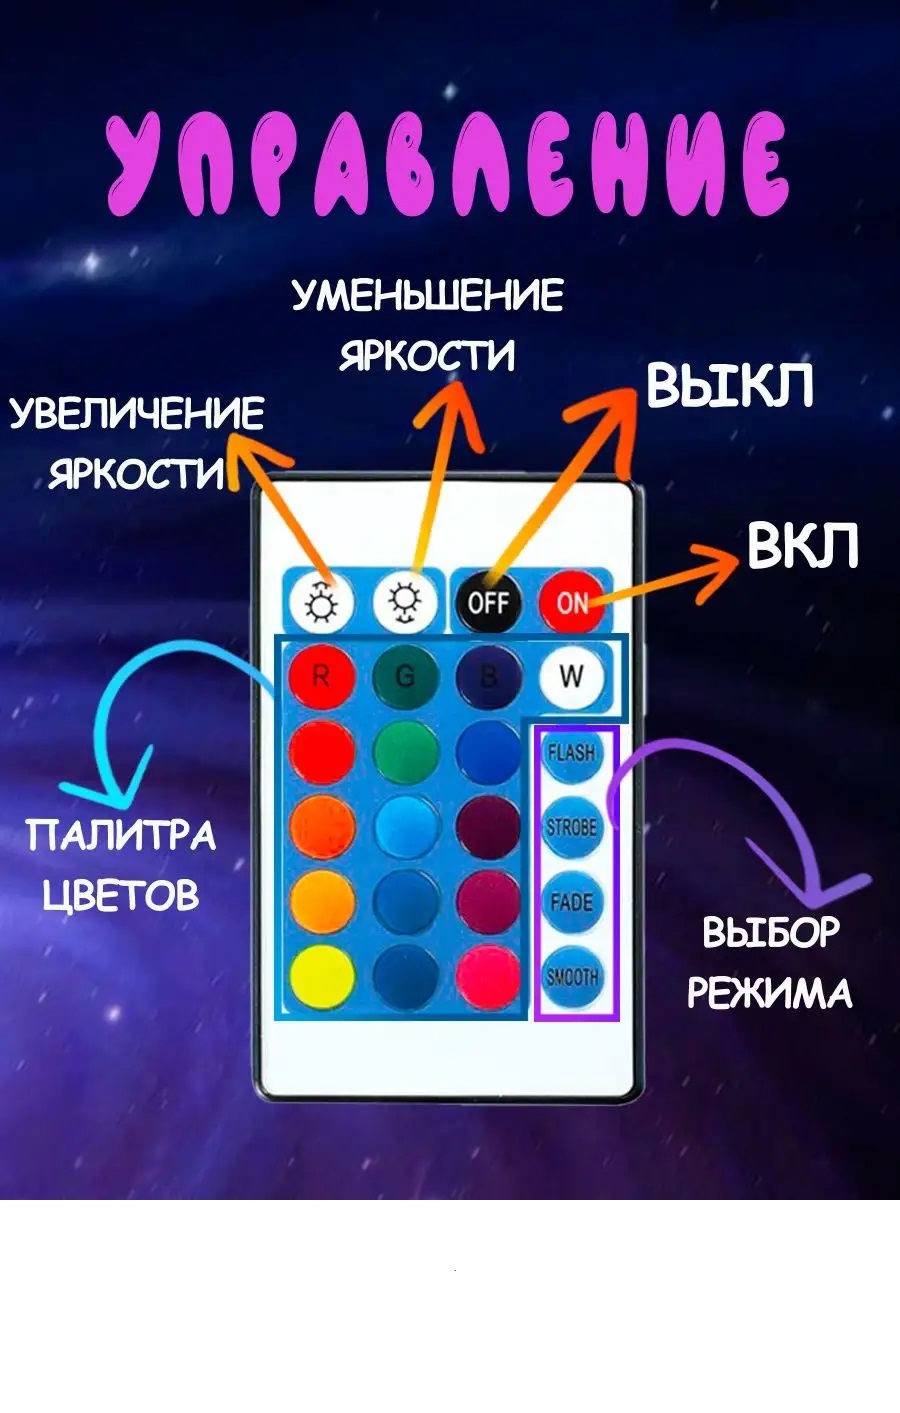 УПРАВЛЕНИЕ
УМЕНЬШЕНИЕ
ЯРКОСТИ
ВЫКЛ
УВЕЛИЧЕНИЕ
ЯРКОСТИ
ВКЛ
OFF ON
R G B W
FLASH
STROBE
FADE
SMOOTH
ПАЛИТРА
ЦВЕТОВ
ВЫБОР
РЕЖИМА